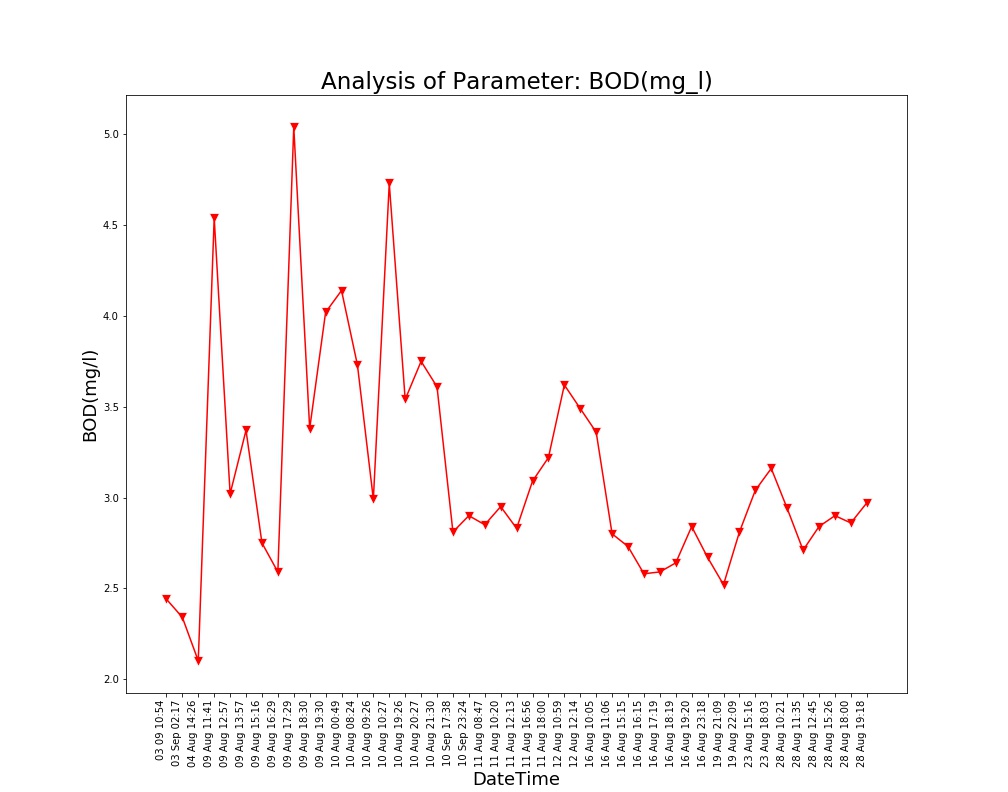 Analysis of Parameter: BOD(mg_l)
BOD(mg/l)
5.0
4.5
4.0
3.5
3.0
2.5
2.0
03 09 10:54
03 Sep 02:17
04 Aug 14:26
09 Aug 11:41
09 Aug 12:57
09 Aug 13:57
09 Aug 15:16
09 Aug 16:29
09 Aug 17:29
09 Aug 18:30
09 Aug 19:30
10 Aug 00:49
10 Aug 08:24
10 Aug 09:26
10 Aug 10:27
10 Aug 19:26
10 Aug 20:27
10 Aug 21:30
10 Sep 17:38
10 Sep 23:24
11 Aug 08:47
11 Aug 10:20
11 Aug 12:13
11 Aug 16:56
11 Aug 18:00
12 Aug 10:59
12 Aug 12:14
16 Aug 10:05
16 Aug 11:06
16 Aug 15:15
16 Aug 16:15
16 Aug 17:19
16 Aug 18:19
16 Aug 19:20
16 Aug 23:18
19 Aug 21:09
19 Aug 22:09
23 Aug 15:16
23 Aug 18:03
28 Aug 10:21
28 Aug 11:35
28 Aug 12:45
28 Aug 15:26
28 Aug 18:00
28 Aug 19:18
DateTime